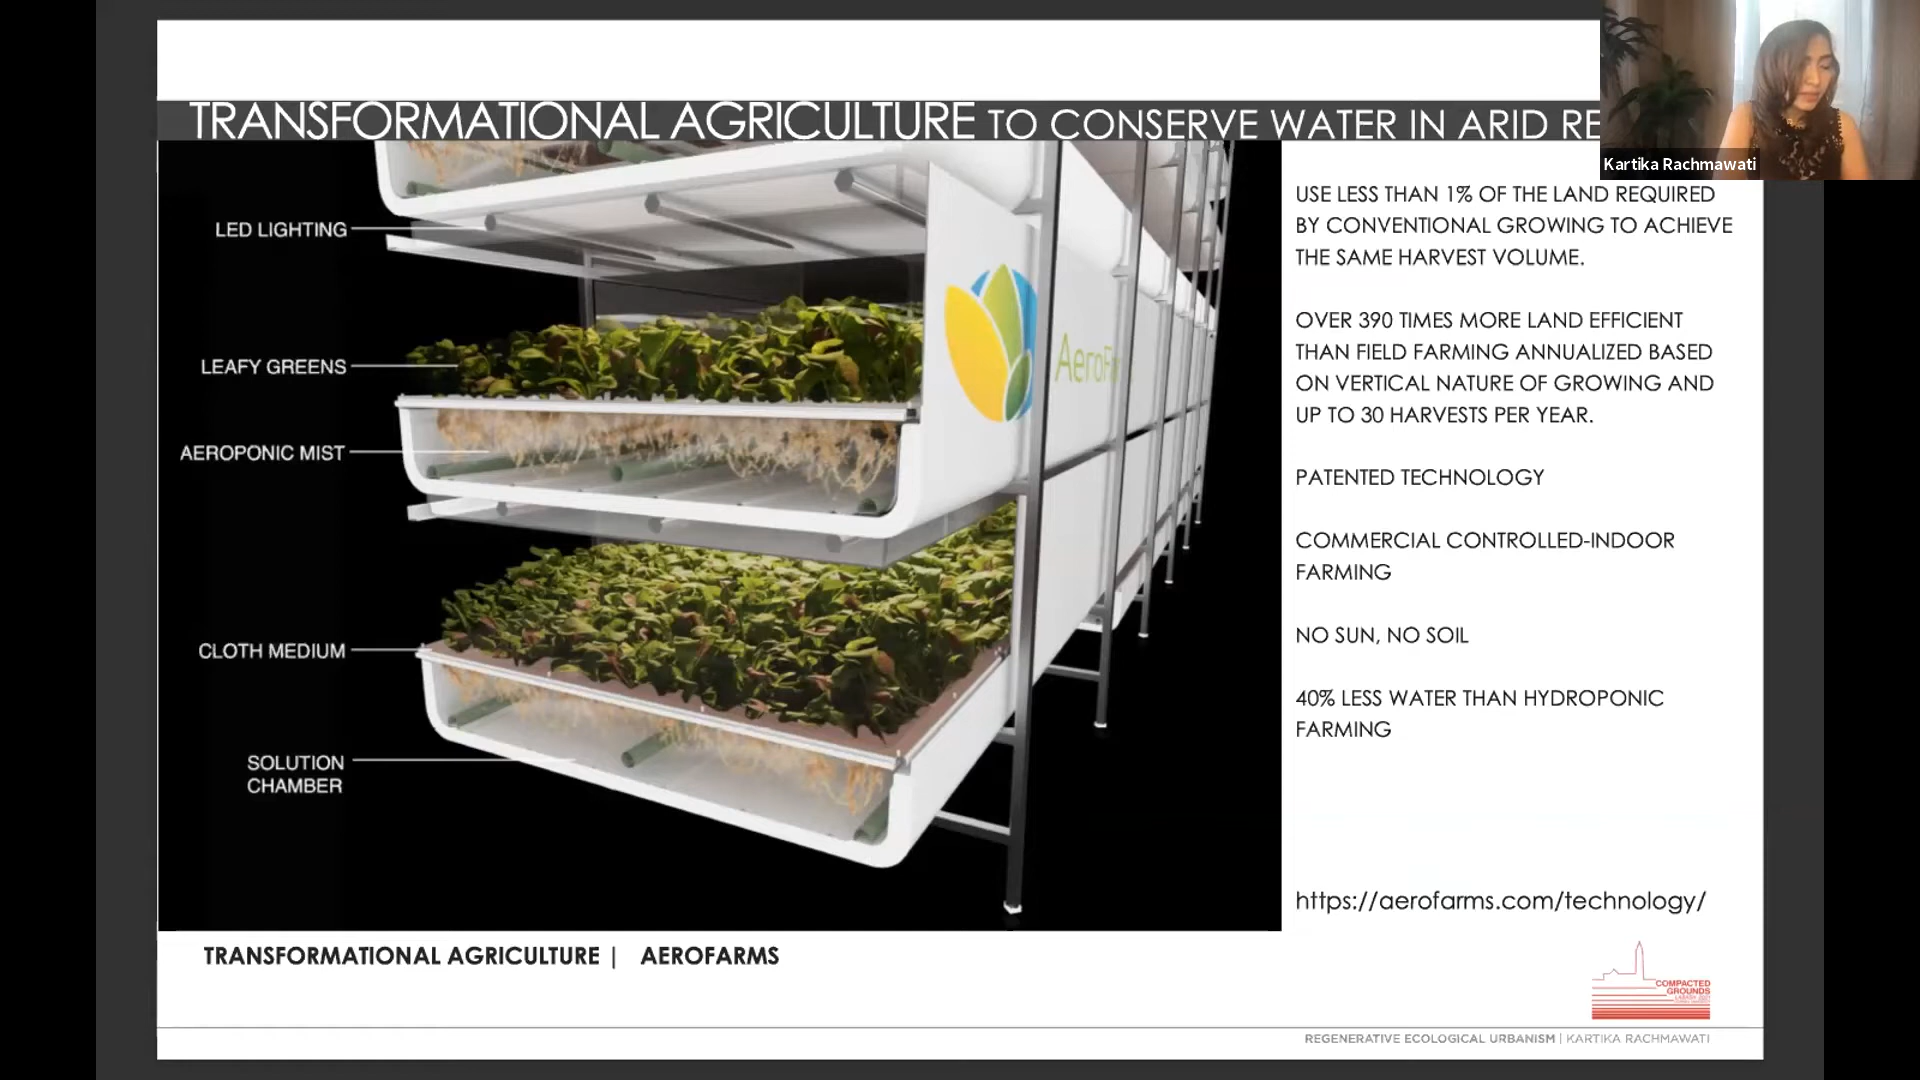 TRANSFORMATIONAL AGRICULTURE TO CONSERVE WATER IN ARID RE
Kartika Rachmawati
LED LIGHTING
LEAFY GREENS
AEROPONIC MIST
CLOTH MEDIUM
SOLUTION
CHAMBER
AeroF
USE LESS THAN 1% OF THE LAND REQUIRED
BY CONVENTIONAL GROWING TO ACHIEVE
THE SAME HARVEST VOLUME.
OVER 390 TIMES MORE LAND EFFICIENT
THAN FIELD FARMING ANNUALIZED BASED
ON VERTICAL NATURE OF GROWING AND
UP TO 30 HARVESTS PER YEAR.
PATENTED TECHNOLOGY
COMMERCIAL CONTROLLED-INDOOR
FARMING
NO SUN, NO SOIL
40% LESS WATER THAN HYDROPONIC
FARMING
https://aerofarms.com/technology/
TRANSFORMATIONAL AGRICULTURE | AEROFARMS
COMPACTED
GROUNDS
REGENERATIVE ECOLOGICAL URBANISM | KARTIKA RACHMAWATI